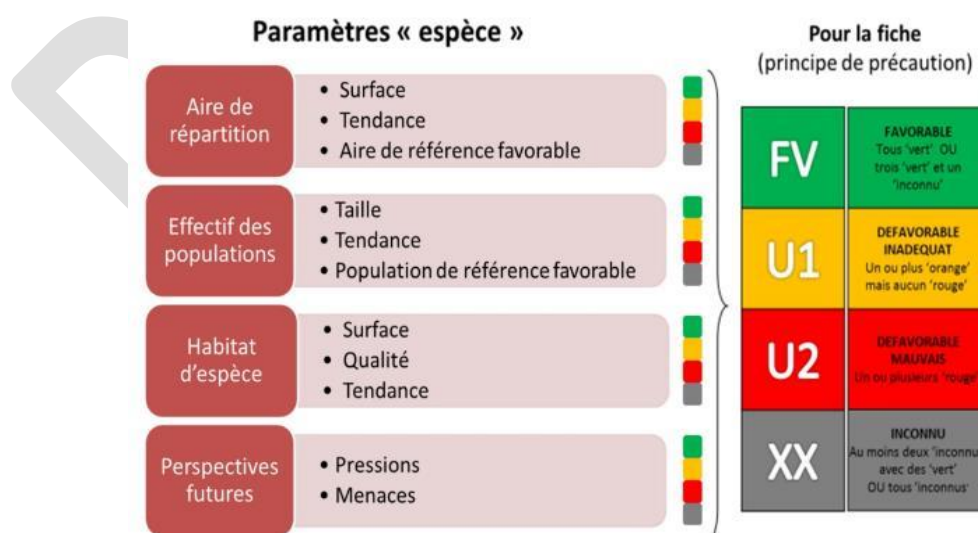 Paramètres « espèce »
Aire de
répartition
• Surface
• Tendance
• Aire de référence favorable
Effectif des
populations
• Taille
• Tendance
• Population de référence favorable
Habitat
d'espèce
• Surface
• Qualité
• Tendance
Perspectives
futures
• Pressions
• Menaces
Pour la fiche
(principe de précaution)
FV
FAVORABLE
Tous 'vert' OU
trois 'vert' et un
'inconnu'
U1
DEFAVORABLE
INADEQUAT
Un ou plus 'orange'
mais aucun 'rouge'
U2
DEFAVORABLE
MAUVAIS
Un ou plusieurs 'rouge'
XX
INCONNU
Au moins deux 'inconnu
avec des 'vert'
OU tous 'inconnus'